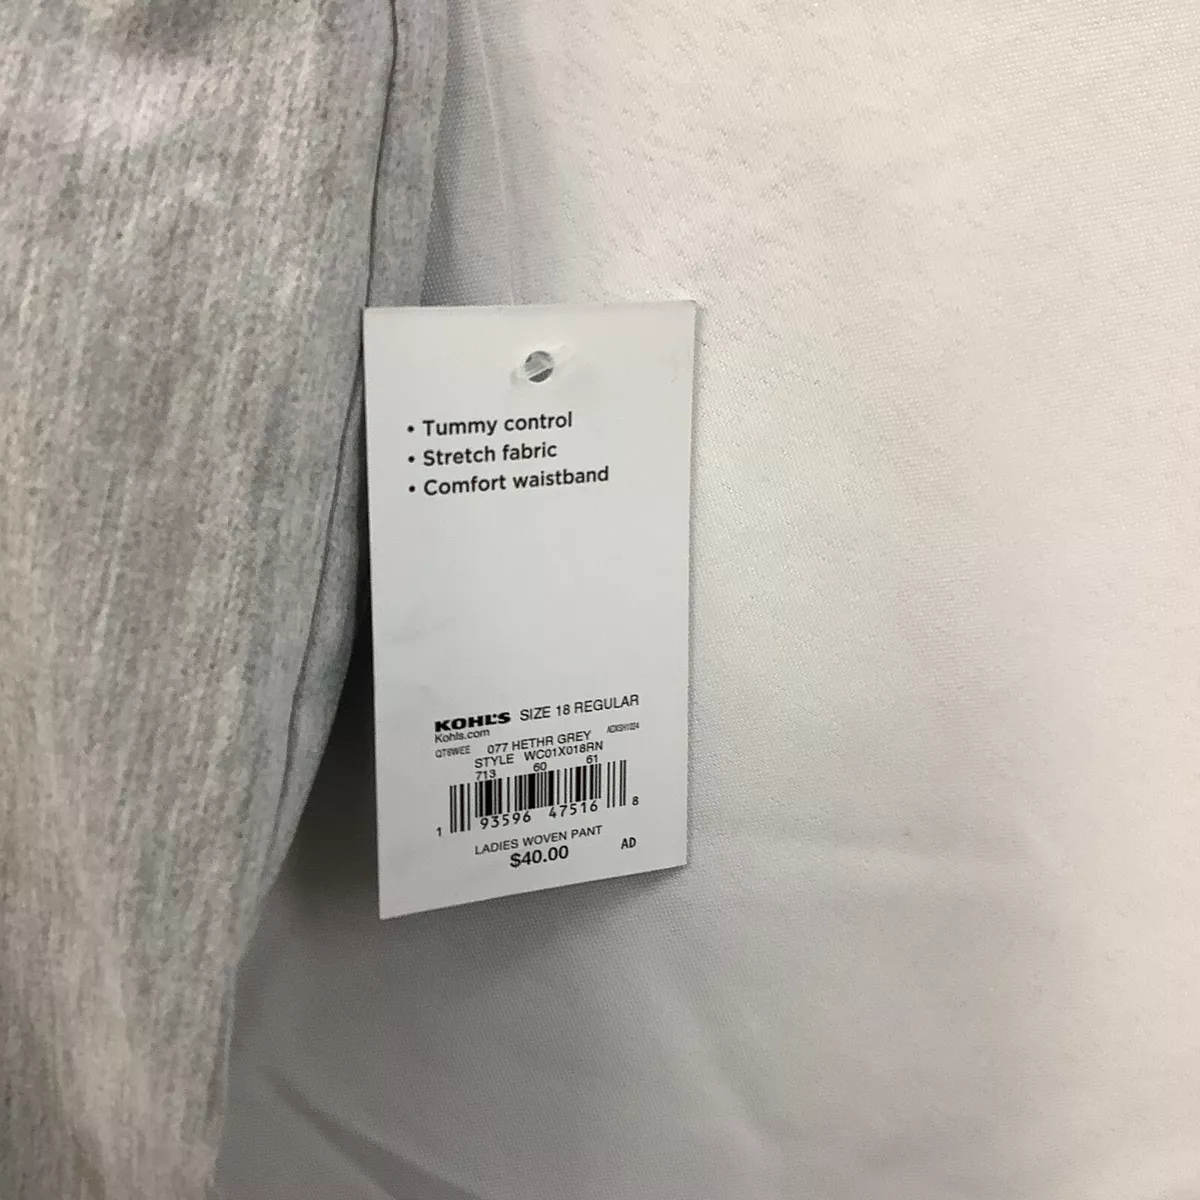 • Tummy control
• Stretch fabric
• Comfort waistband
KOHL'S SIZE 18 REGULAR
Kohls.com
QT6WEE 077 HETHR GREY
STYLE WC01X018RN
713 60 61
1 93596 47516 8
LADIES WOVEN PANT
$40.00 AD